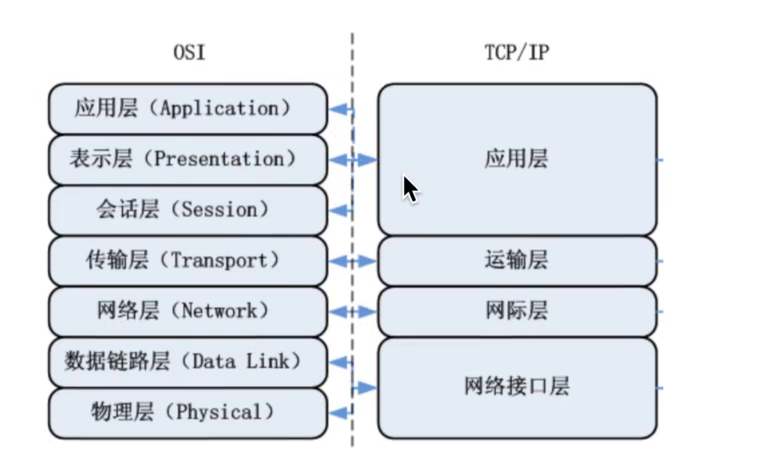 OSI
TCP/IP
应用层（Application）
表示层（Presentation）
会话层（Session）
传输层（Transport）
网络层（Network）
数据链路层（Data Link）
物理层（Physical）
应用层
运输层
网际层
网络接口层